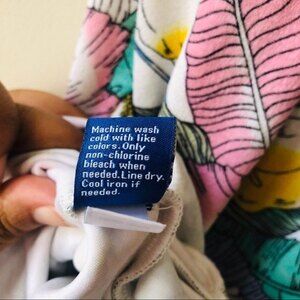 Machine wash
cold with like
colors.Only
non-chlorine
bleach when
needed.Line dry.
Cool iron if
needed.